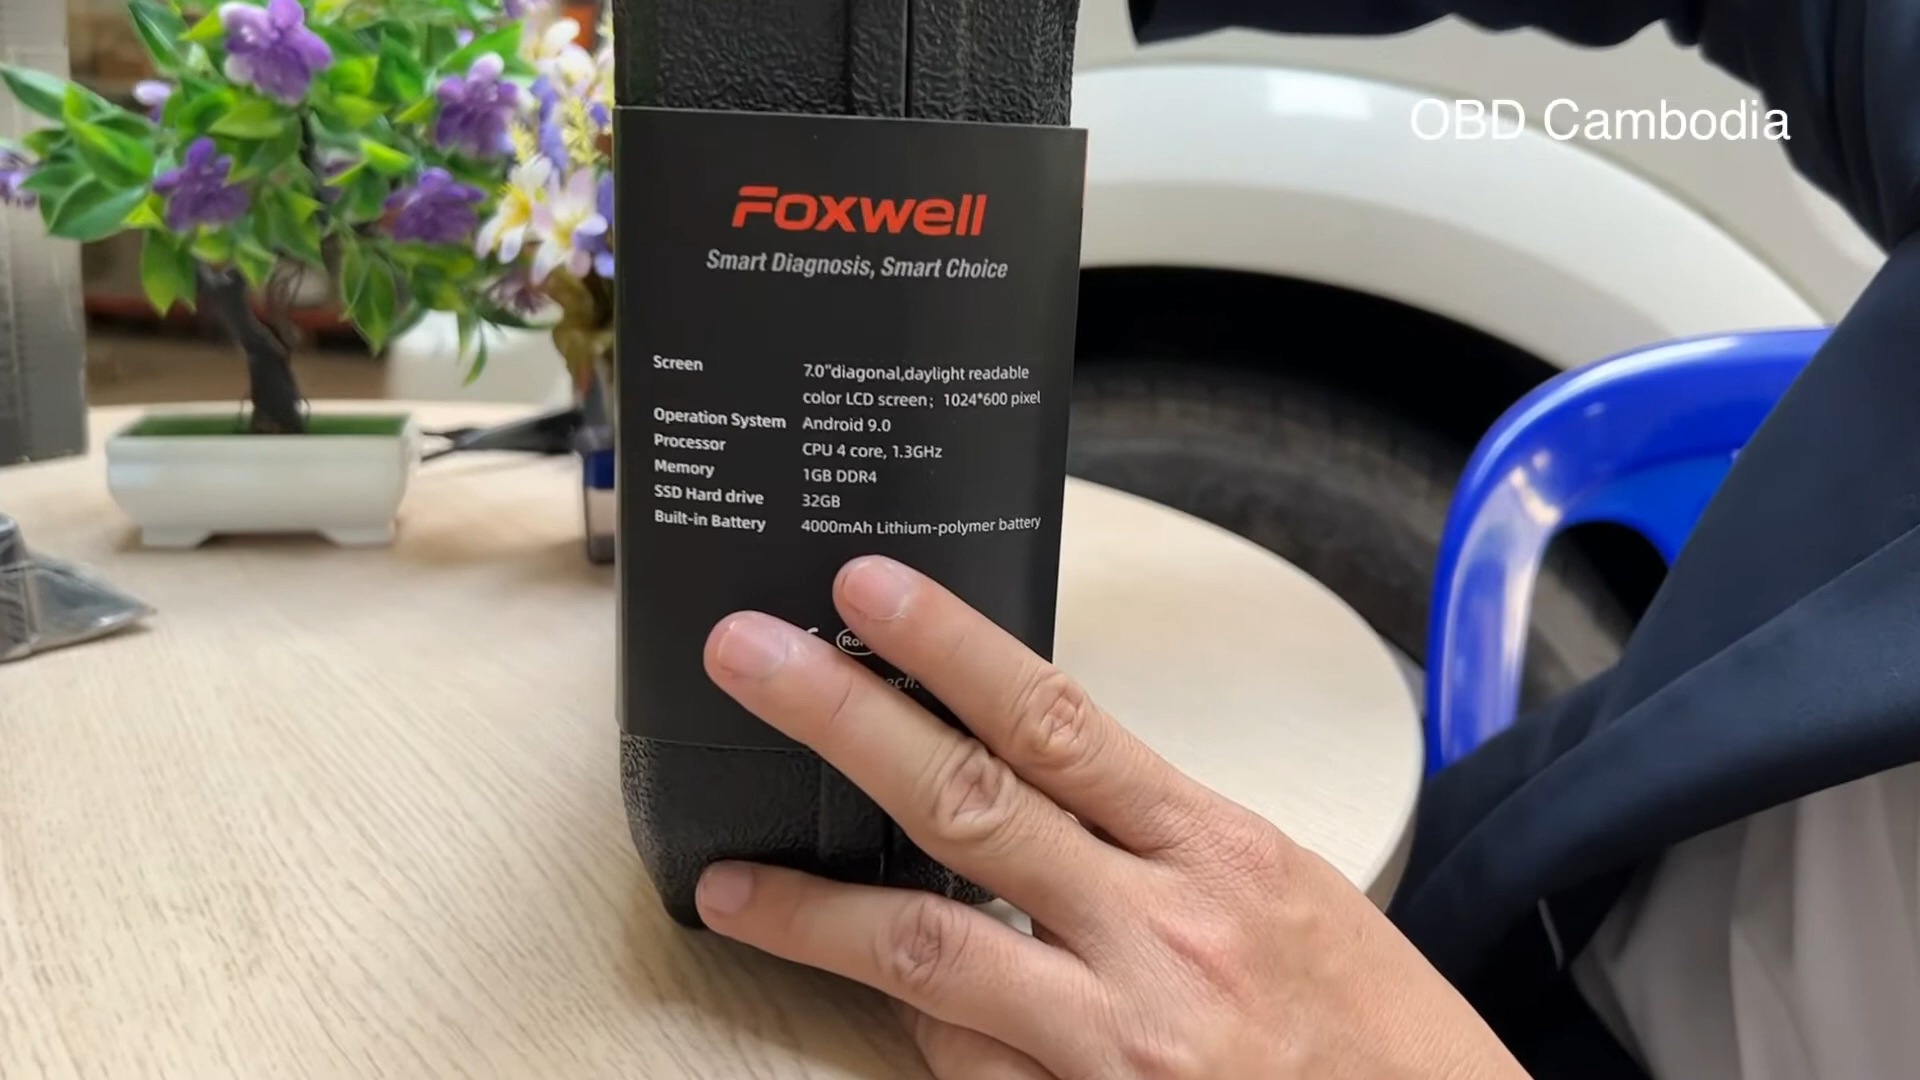 OBD Cambodia
Foxwell
Smart Diagnosis, Smart Choice
Screen 7.0"diagonal,daylight readable
color LCD screen; 1024*600 pixel
Operation System Android 9.0
Processor CPU 4 core, 1.3GHz
Memory 1GB DDR4
SSD Hard drive 32GB
Built-in Battery 4000mAh Lithium-polymer battery